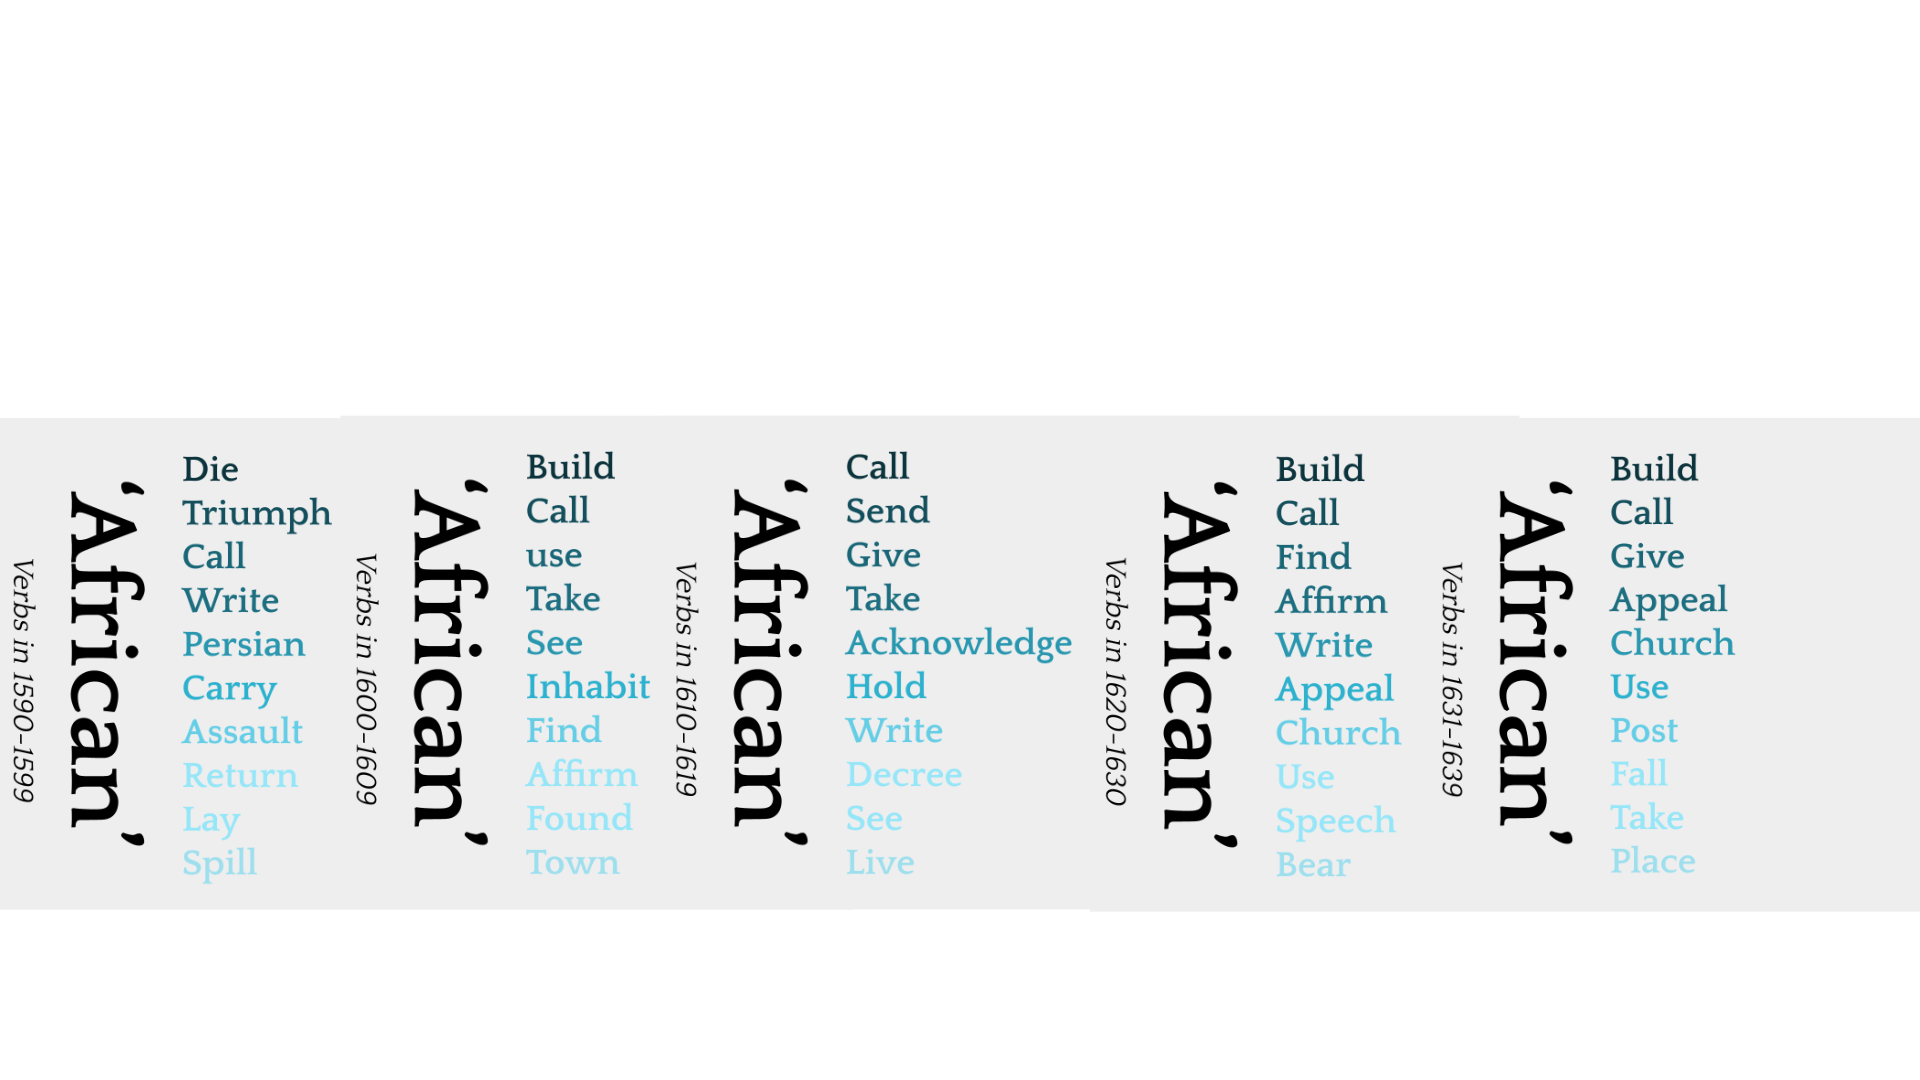 Verbs in 1590-1599
‘African’
Die
Triumph
Call
Write
Persian
Carry
Assault
Return
Lay
Spill
Verbs in 1600-1609
‘African’
Build
Call
use
Take
See
Inhabit
Find
Affirm
Found
Town
Verbs in 1610-1619
‘African’
Call
Send
Give
Take
Acknowledge
Hold
Write
Decree
See
Live
Verbs in 1620-1630
‘African’
Build
Call
Find
Affirm
Write
Appeal
Church
Use
Speech
Bear
Verbs in 1631-1639
‘African’
Build
Call
Give
Appeal
Church
Use
Post
Fall
Take
Place